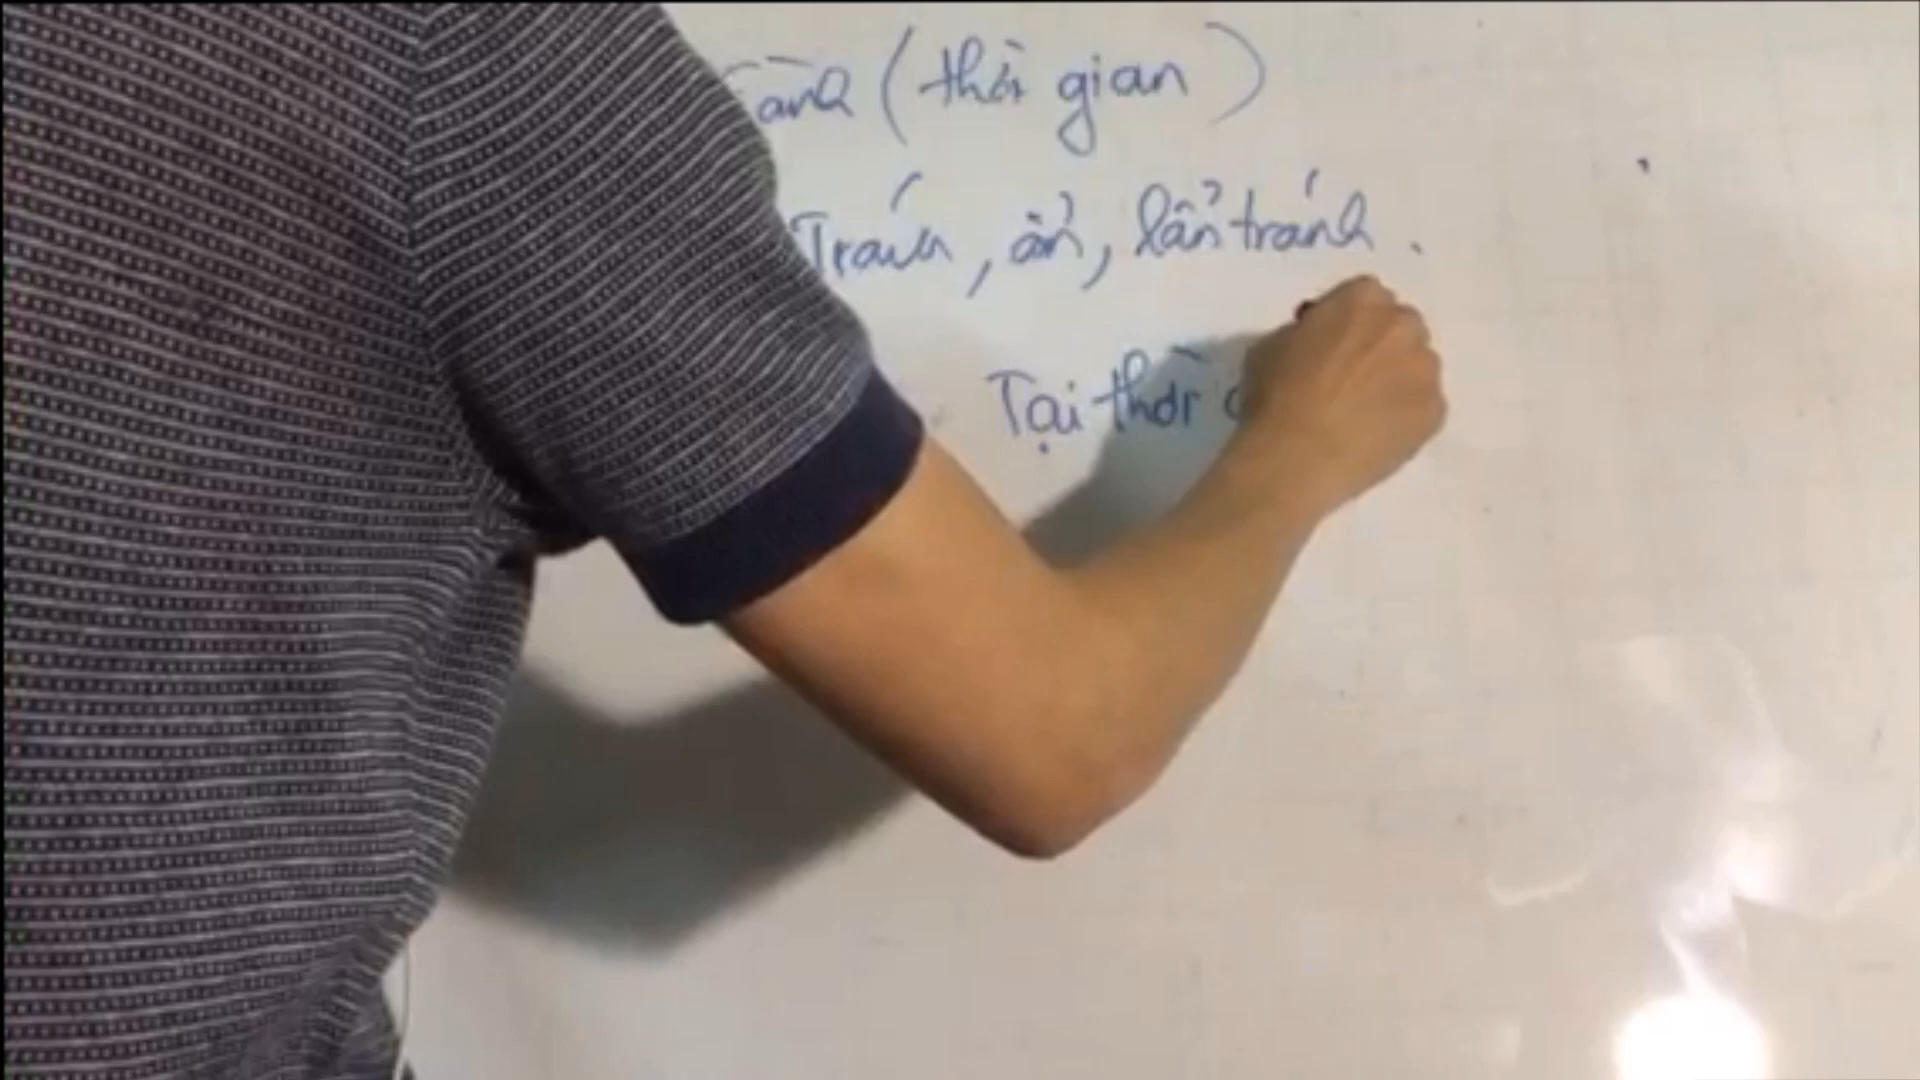 (thời gian)
Trốn, ẩn, lẩn tránh.
Tại thời